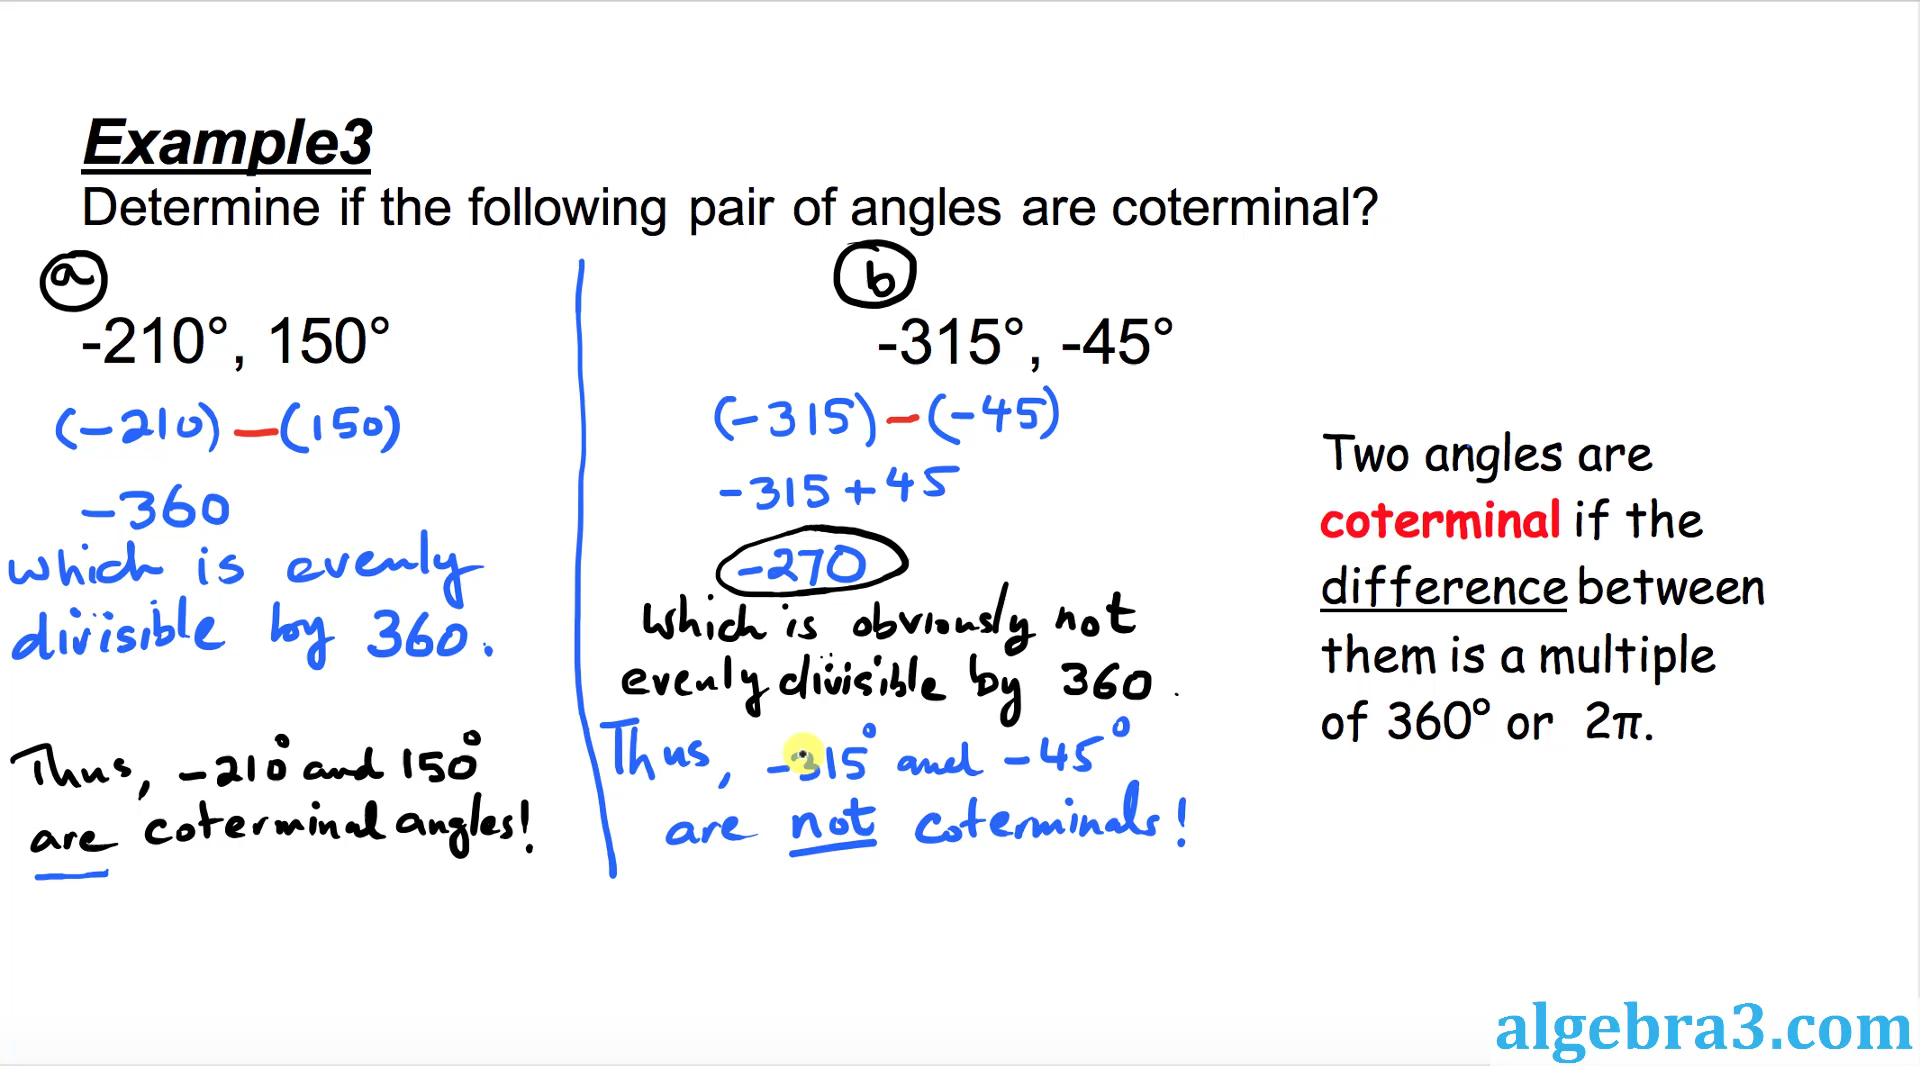 Example3
Determine if the following pair of angles are coterminal?
a
-210°, 150°
(-210) - (150)
-360
which is evenly
divisible by 360.
Thus, -210° and 150°
are coterminal angles!
b
-315°, -45°
(-315) - (-45)
-315 + 45
-270
which is obviously not
evenly divisible by 360.
Thus, -315° and -45°
are not coterminals!
Two angles are
coterminal if the
difference between
them is a multiple
of 360° or 2π.
algebra3.com